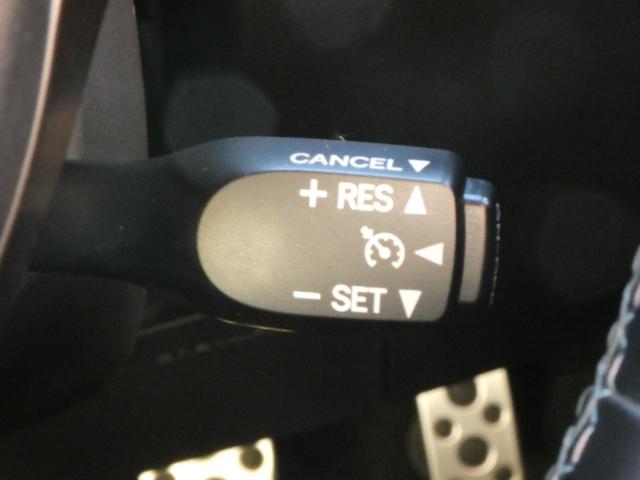 CANCEL▼
+ RES ▲
◀
− SET ▼